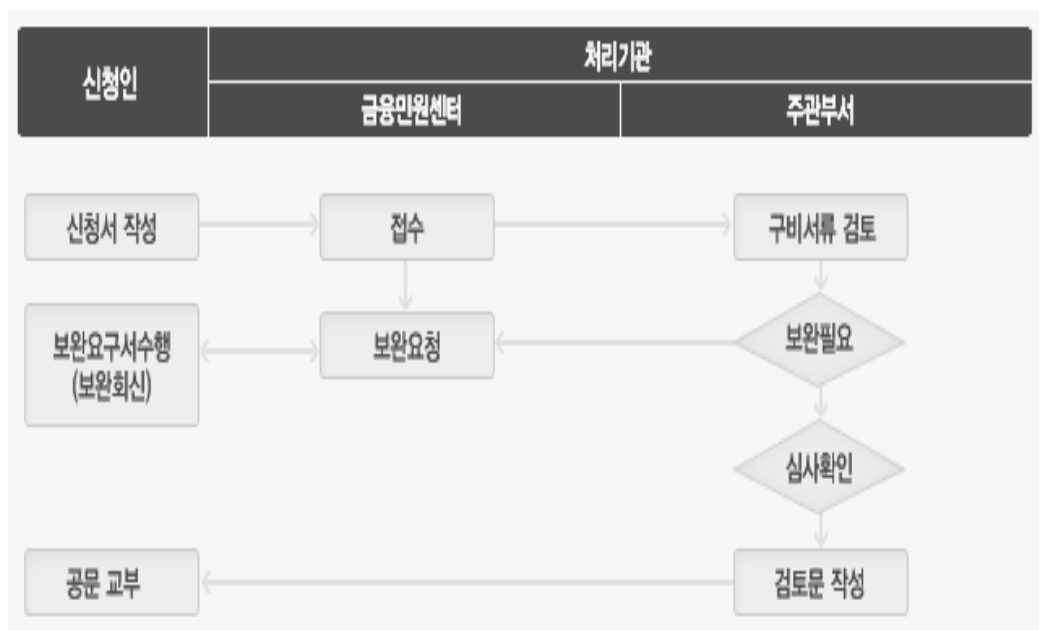 신청인
처리기관
금융민원센터
주관부서
신청서 작성
접수
구비서류 검토
보완요구서수행
(보완회신)
보완요청
보완필요
심사확인
공문 교부
검토문 작성